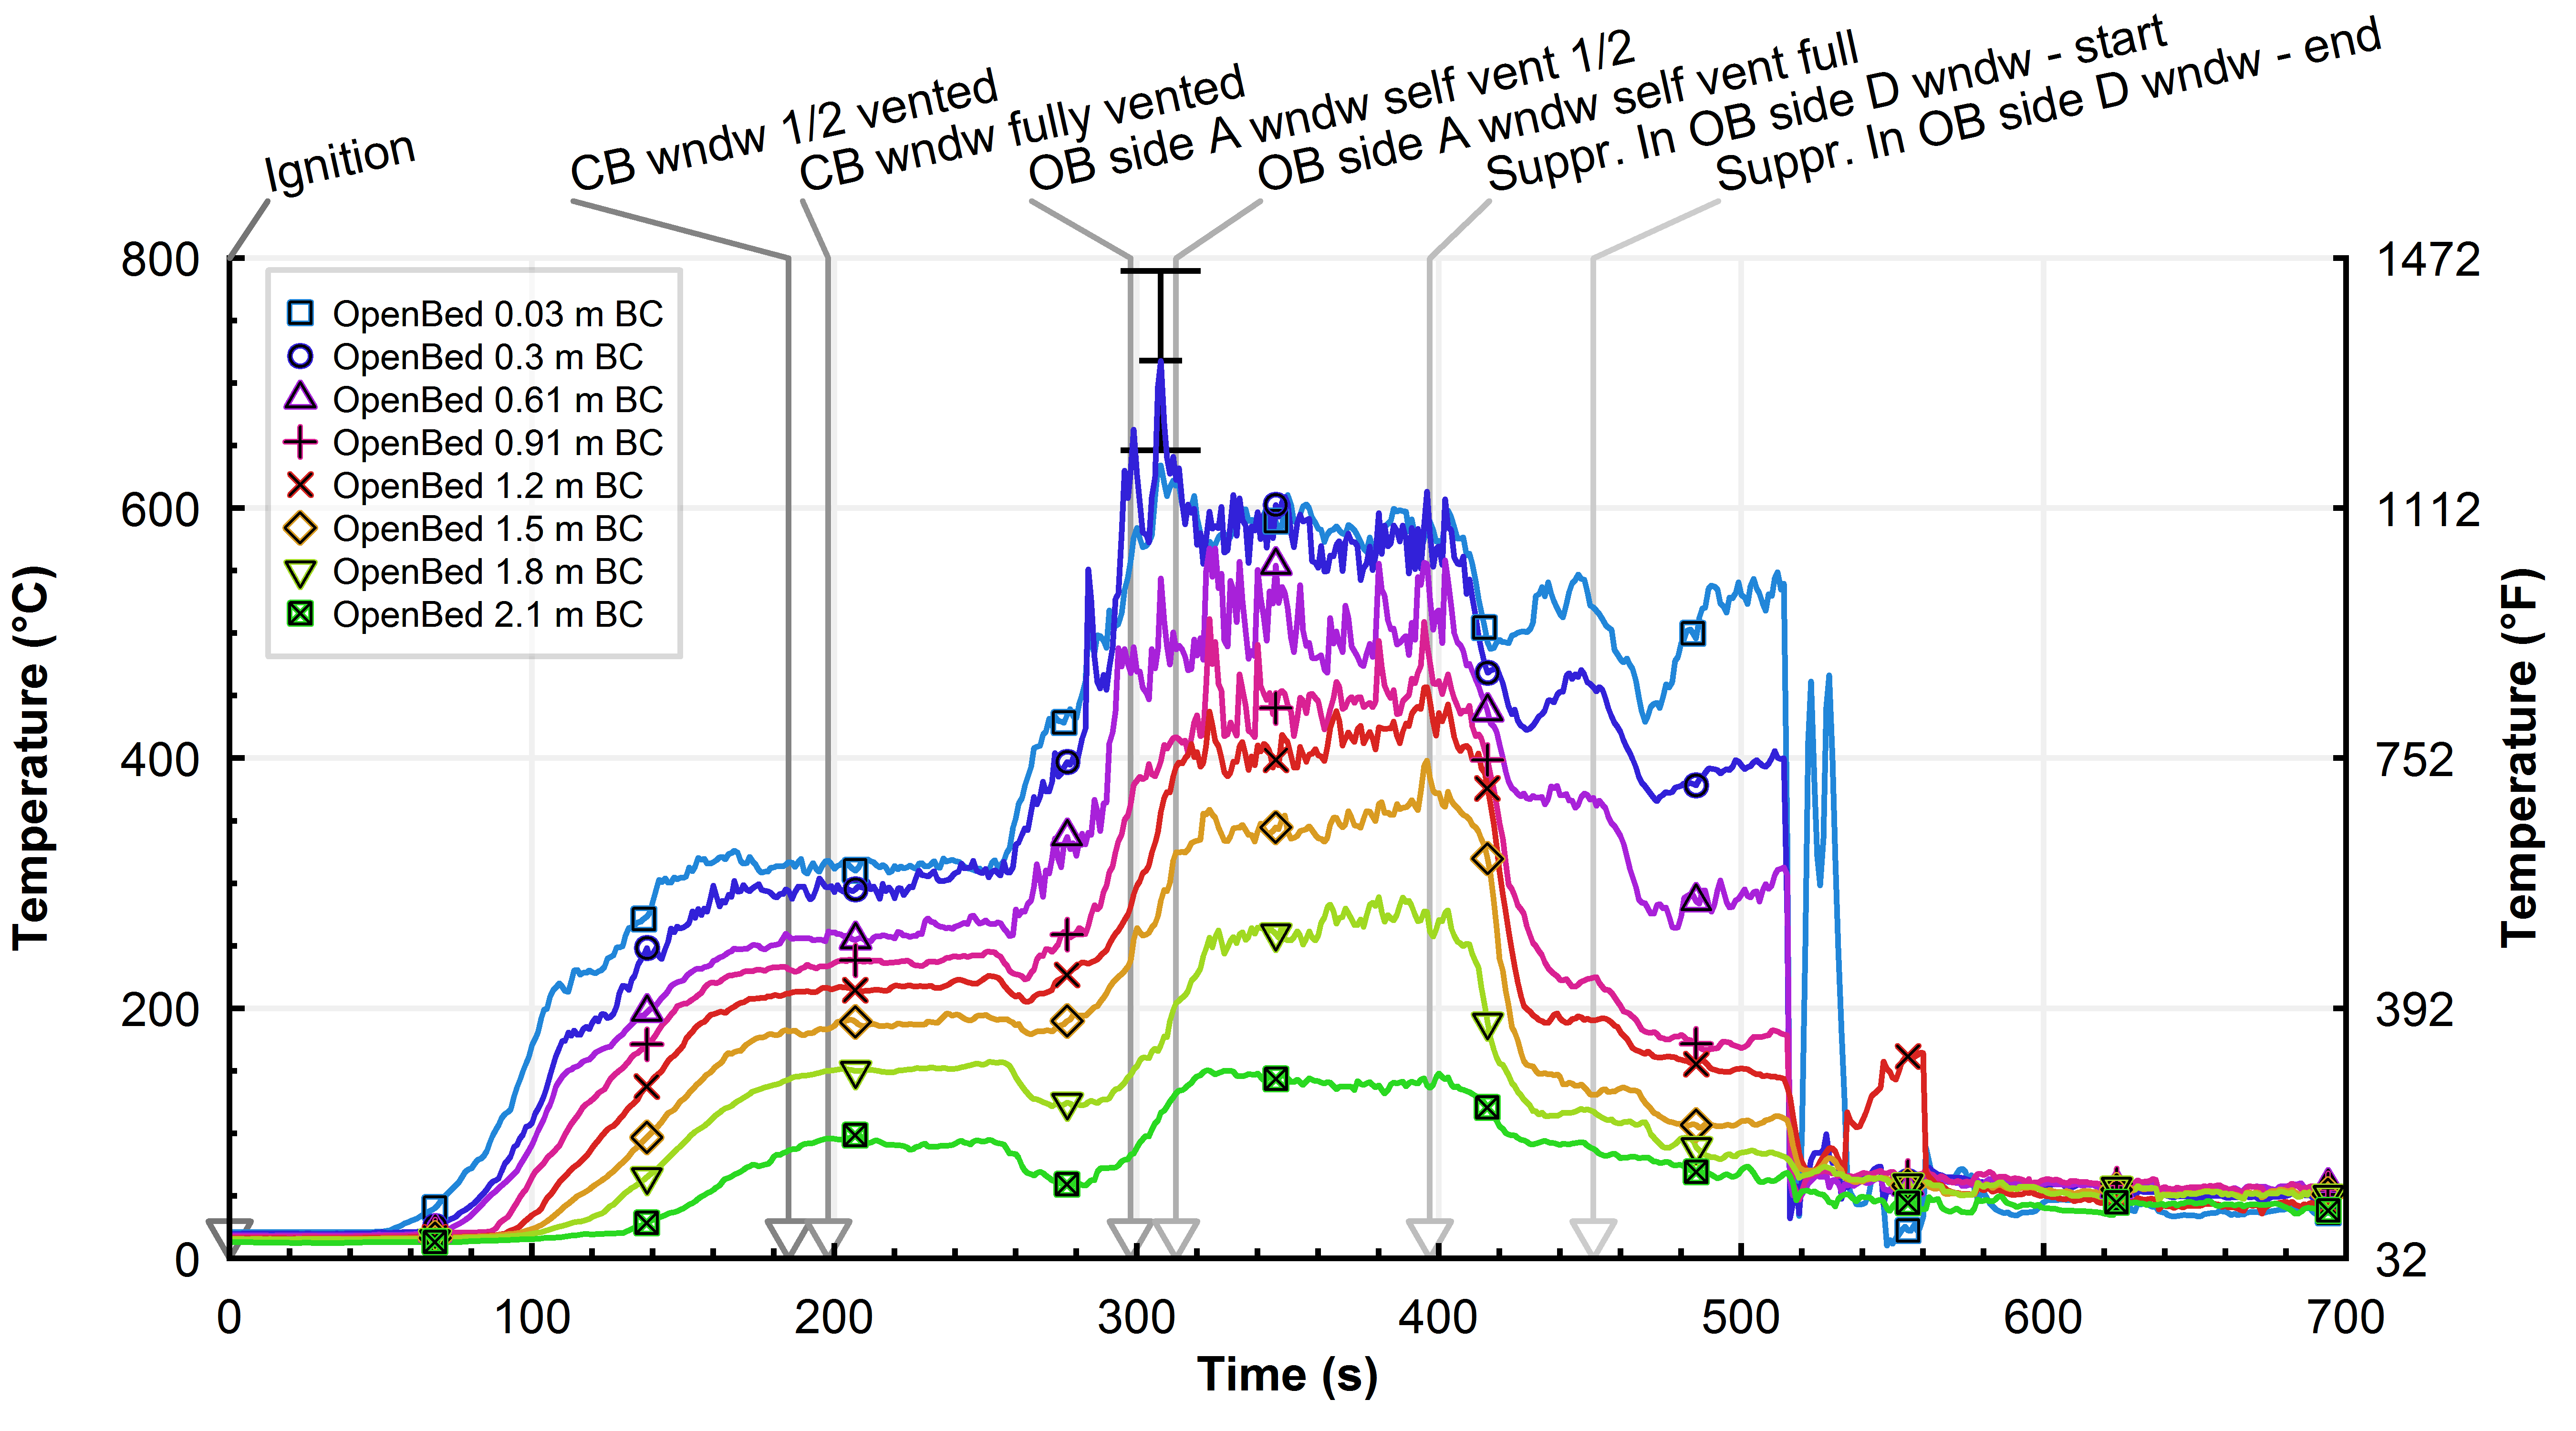 Ignition
CB wndw 1/2 vented
CB wndw fully vented
OB side A wndw self vent 1/2
OB side A wndw self vent full
Suppr. In OB side D wndw - start
Suppr. In OB side D wndw - end
800
600
400
200
0
Temperature (°C)
OpenBed 0.03 m BC
OpenBed 0.3 m BC
OpenBed 0.61 m BC
OpenBed 0.91 m BC
OpenBed 1.2 m BC
OpenBed 1.5 m BC
OpenBed 1.8 m BC
OpenBed 2.1 m BC
1472
1112
752
392
32
Temperature (°F)
0 100 200 300 400 500 600 700
Time (s)